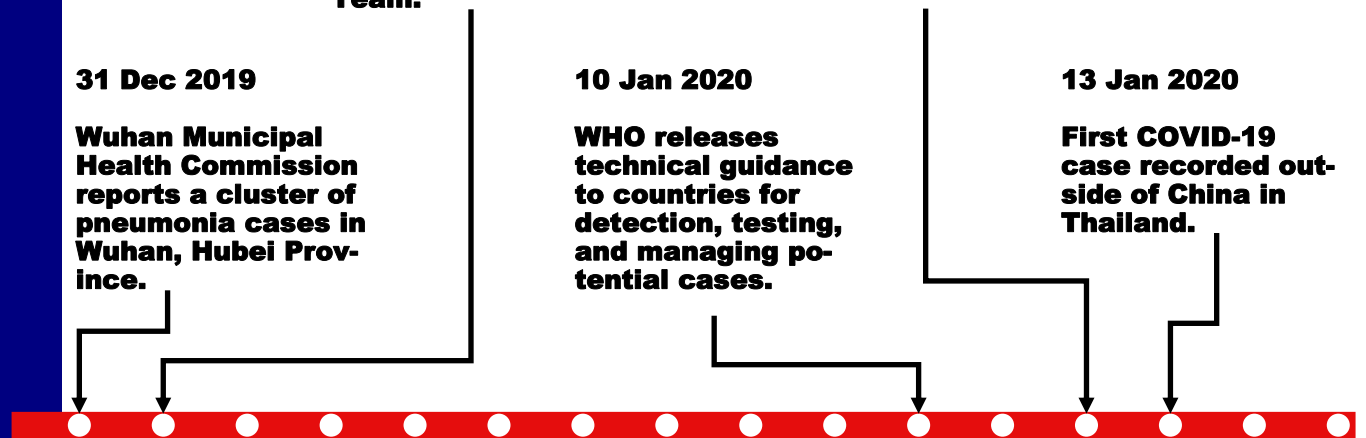 Team.
31 Dec 2019
Wuhan Municipal
Health Commission
reports a cluster of
pneumonia cases in
Wuhan, Hubei Prov-
ince.
10 Jan 2020
WHO releases
technical guidance
to countries for
detection, testing,
and managing po-
tential cases.
13 Jan 2020
First COVID-19
case recorded out-
side of China in
Thailand.